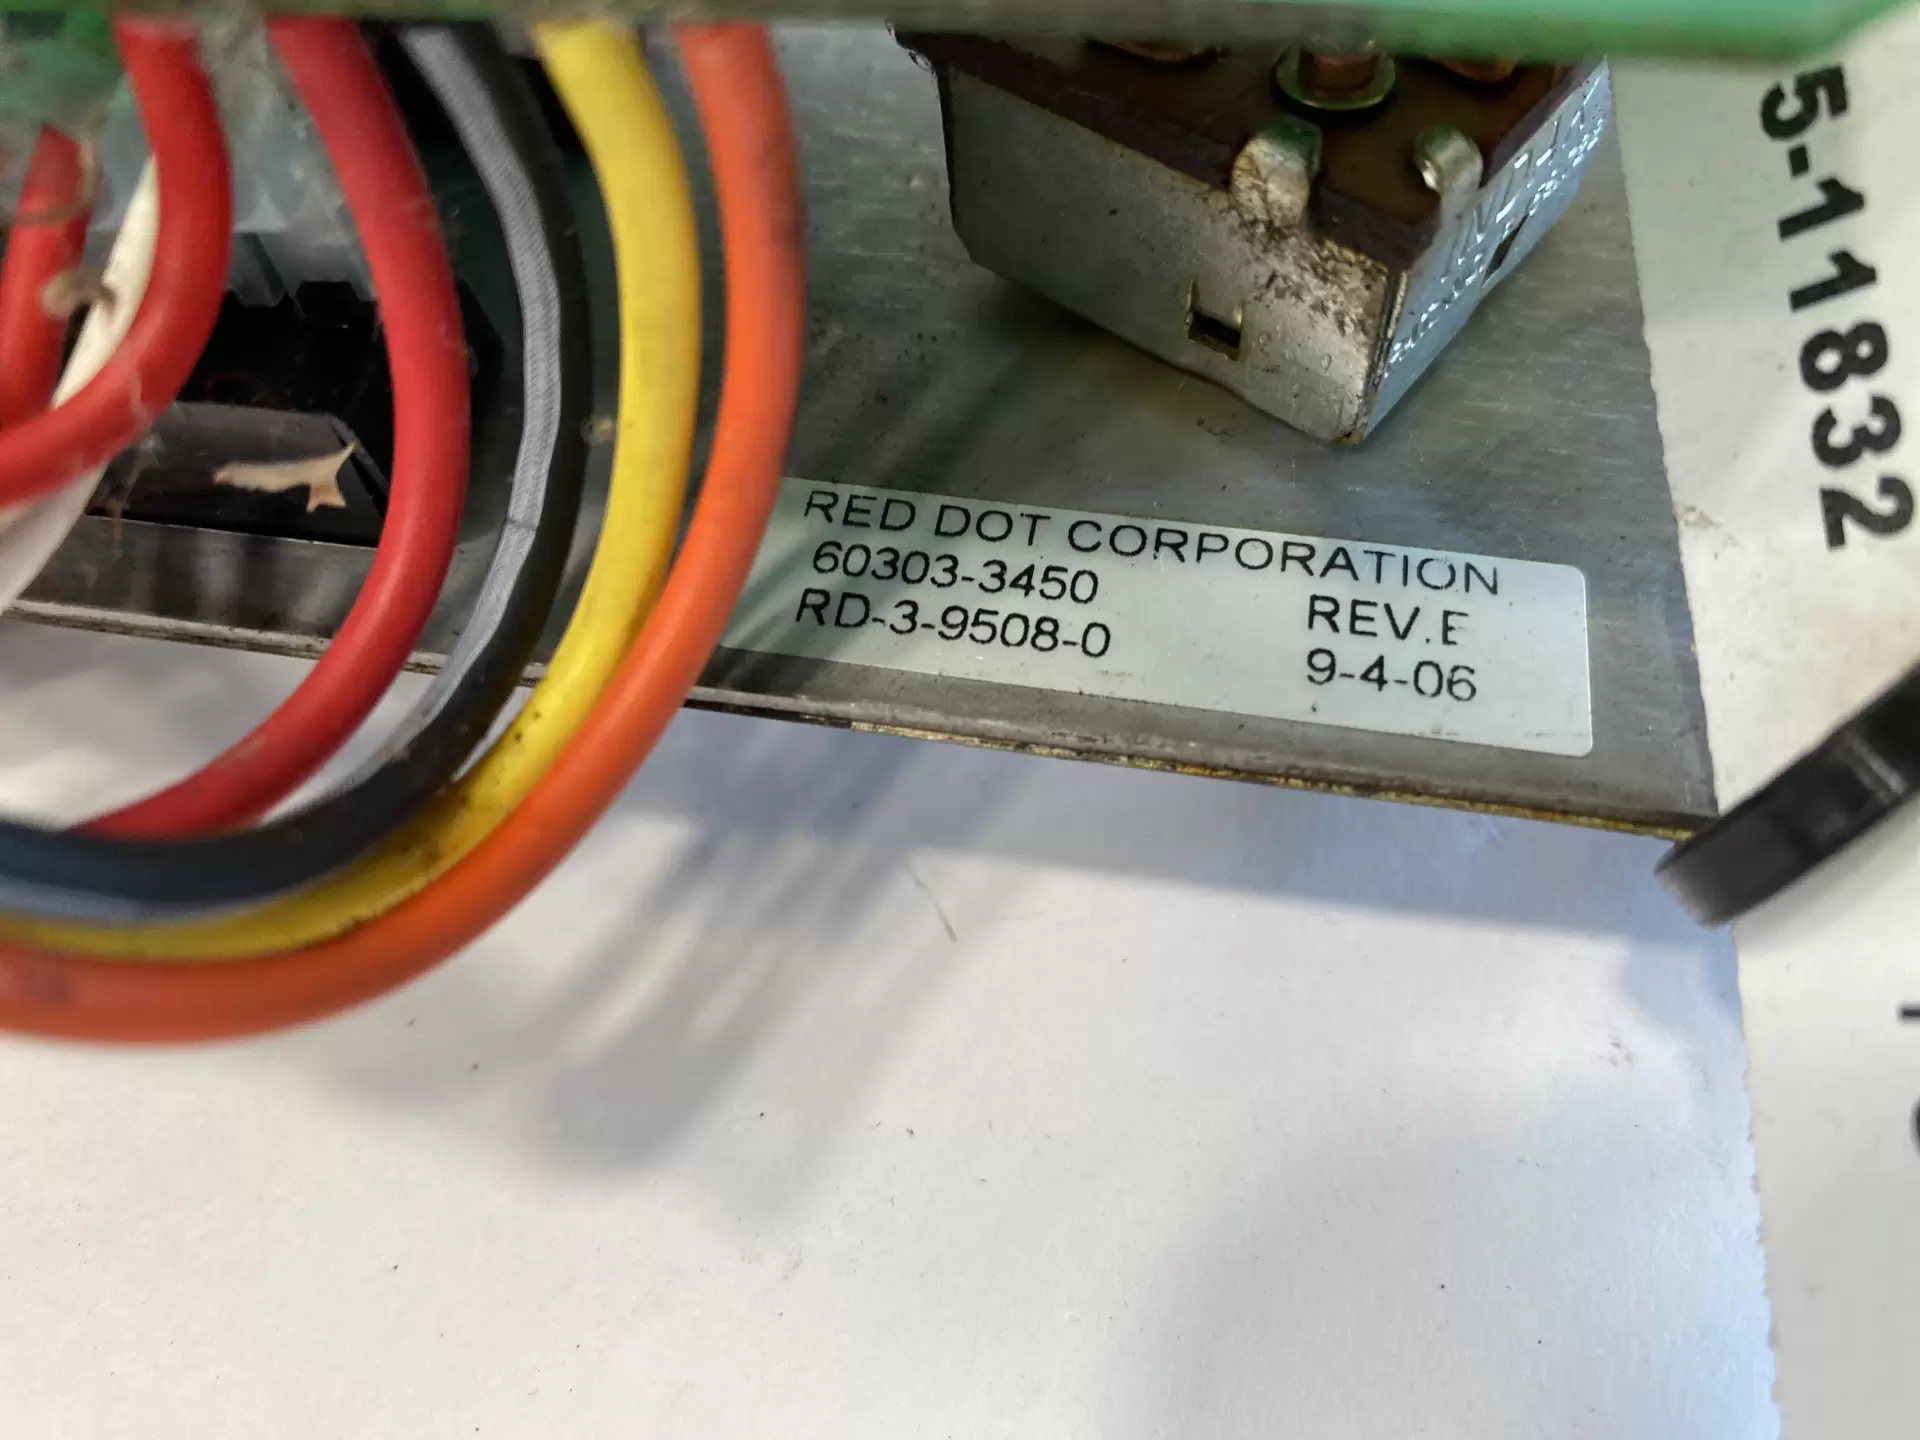 RED DOT CORPORATION
60303-3450 REV.E
RD-3-9508-0 9-4-06
5-11832